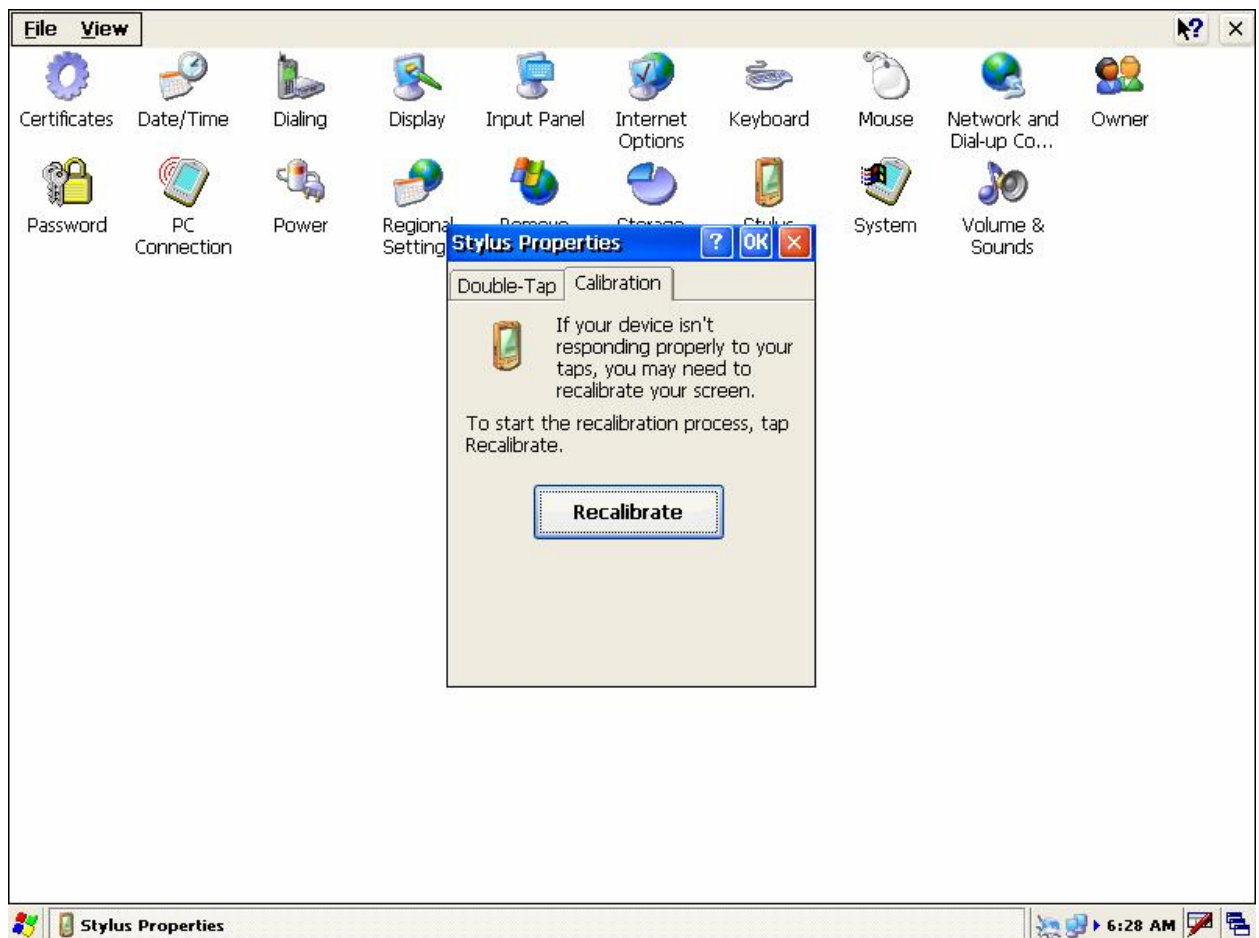 File View
Certificates Date/Time Dialing Display Input Panel Internet Keyboard Mouse Network and Owner
Options Dial-up Co...
Password PC Power Regional System Volume &
Connection Setting Sounds
Stylus Properties ? OK
Double-Tap Calibration
If your device isn't
responding properly to your
taps, you may need to
recalibrate your screen.
To start the recalibration process, tap
Recalibrate.
Recalibrate
Stylus Properties 6:28 AM